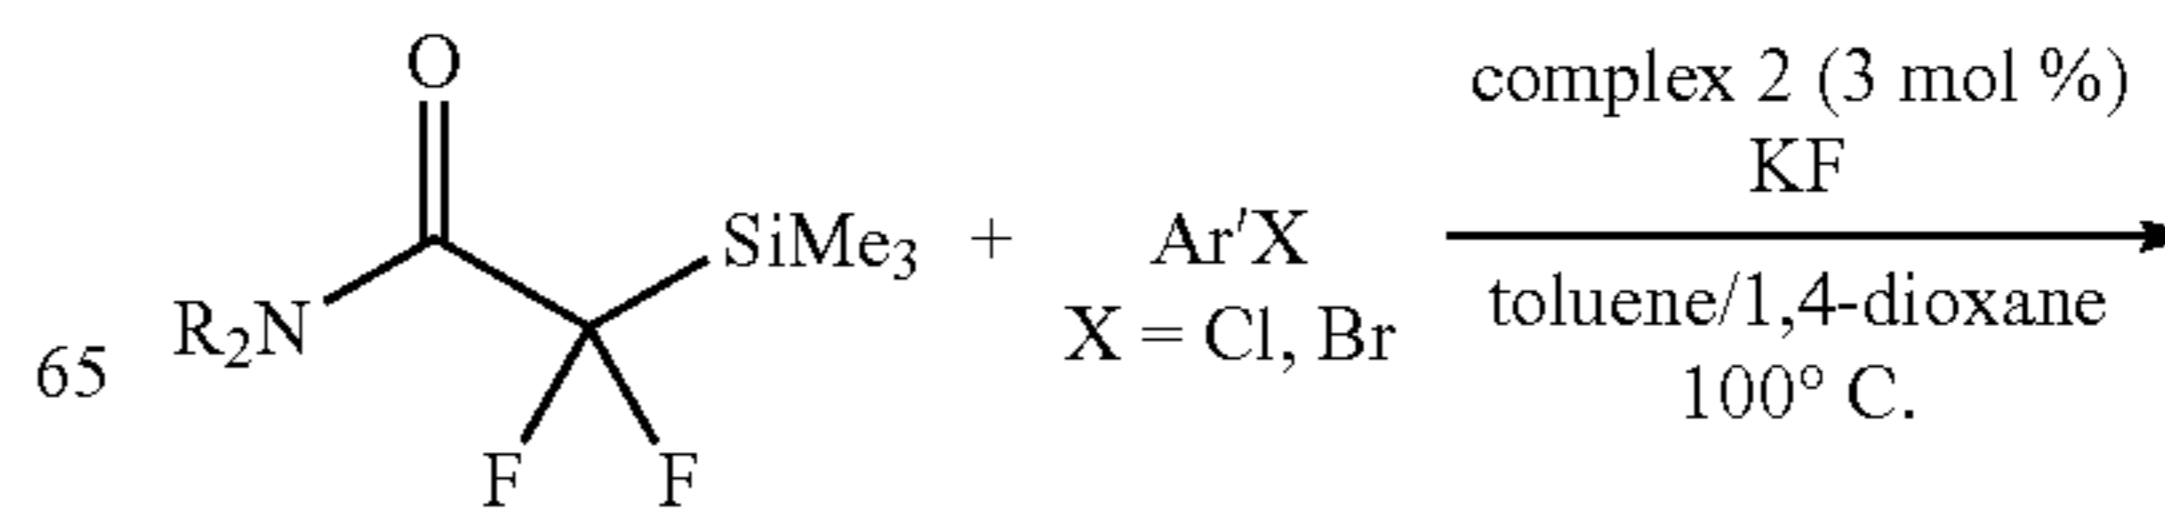 O
complex 2 (3 mol %)
KF
SiMe₃ + Ar′X
R₂N
X = Cl, Br
toluene/1,4-dioxane
65
100° C.
F F